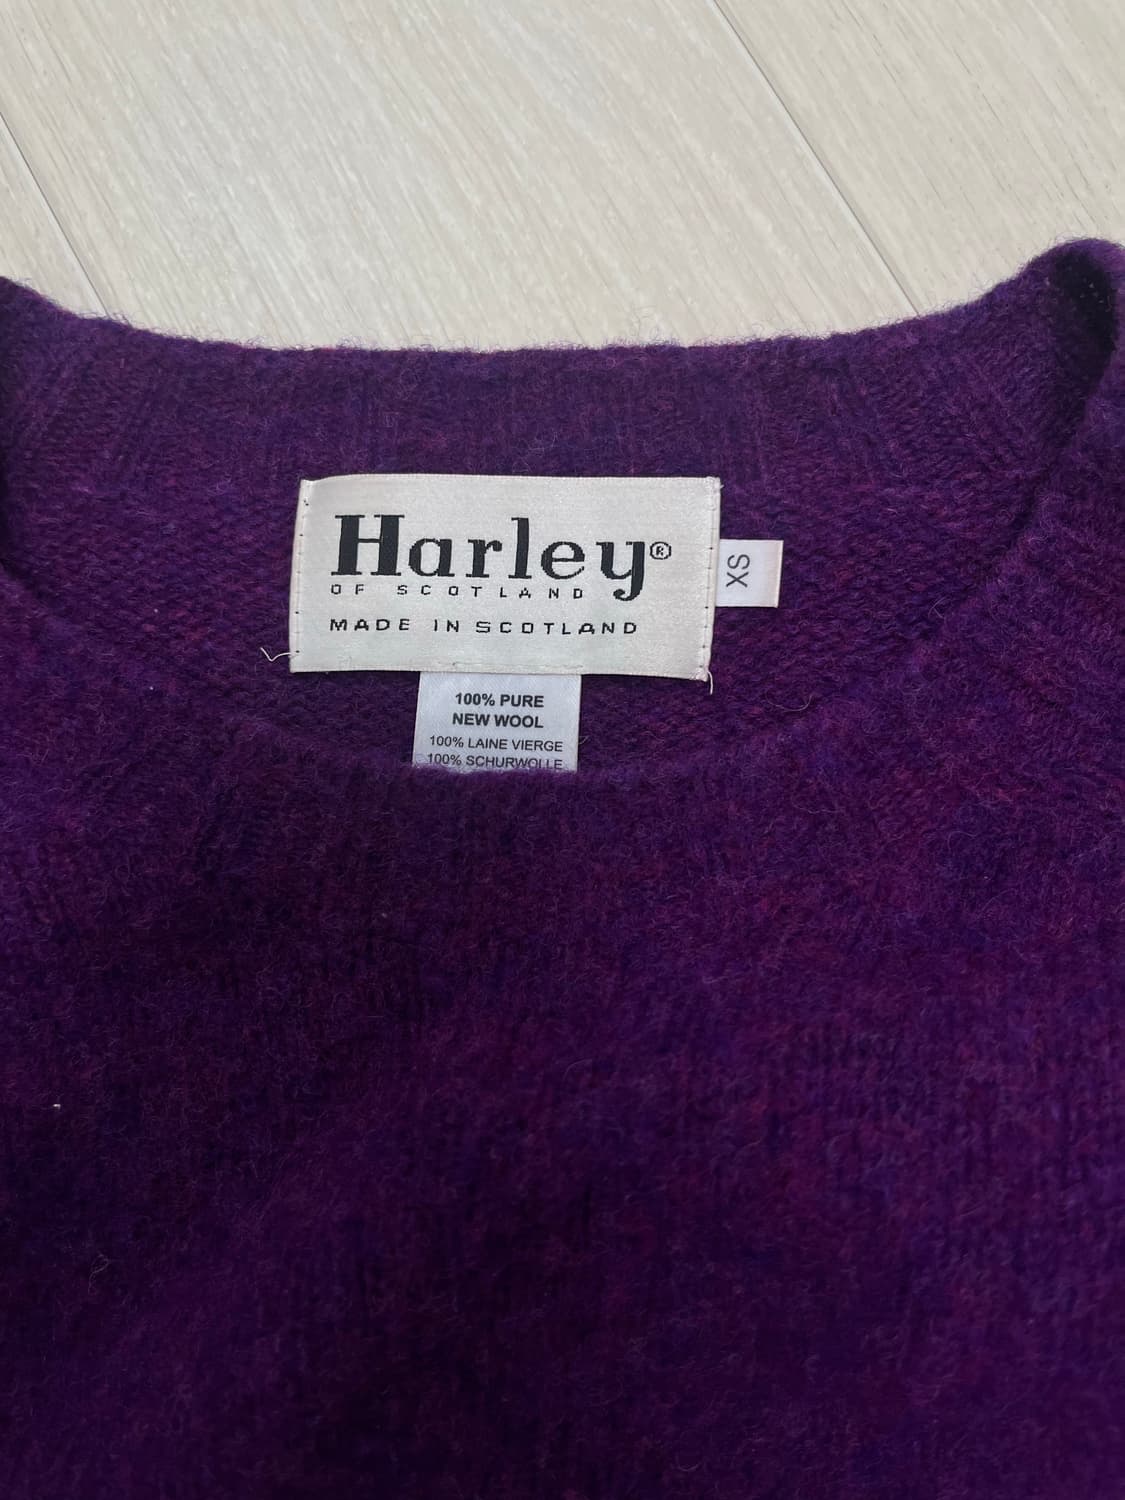 Harley®
OF SCOTLAND
MADE IN SCOTLAND
XS
100% PURE
NEW WOOL
100% LAINE VIERGE
100% SCHURWOLLE